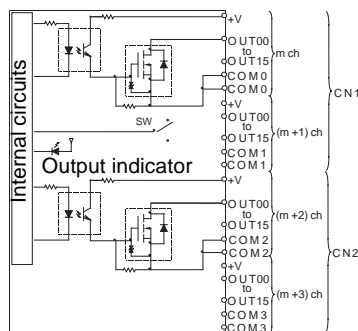 Internal circuits
SW
Output indicator
+V
OUT00
to
OUT15
COM0
COM0
m ch
+V
OUT00
to
OUT15
COM1
COM1
(m + 1) ch
CN1
+V
OUT00
to
OUT15
COM2
COM2
(m +2) ch
+V
OUT00
to
OUT15
COM3
COM3
(m +3) ch
CN2